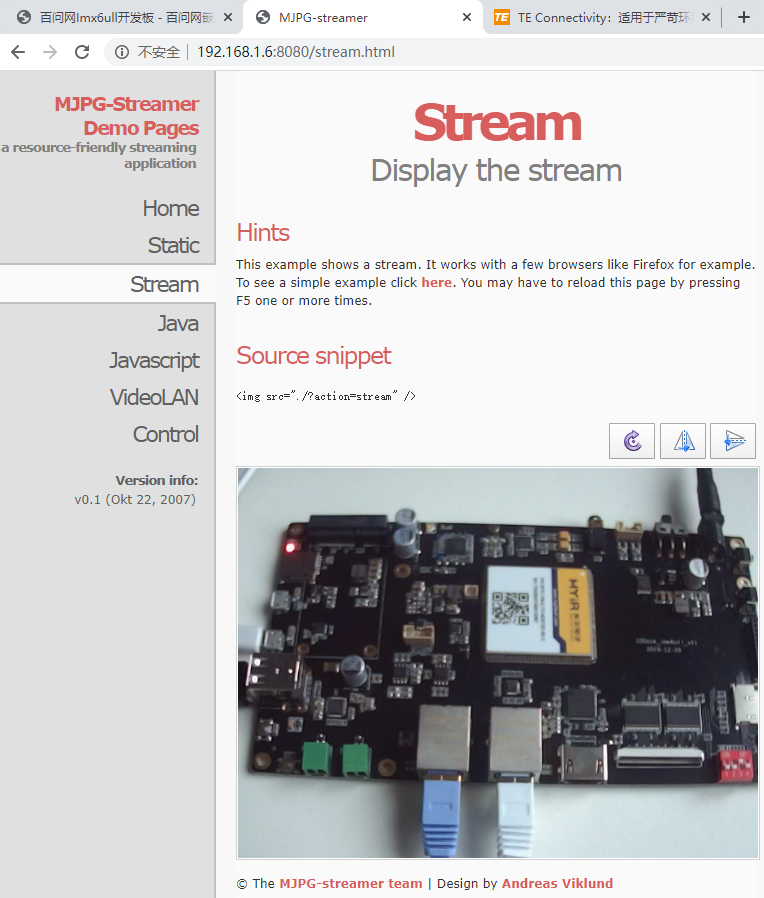 百问网Imx6ull开发板 - 百问网嵌
MJPG-streamer
TE Connectivity：适用于严苛环
不安全
192.168.1.6:8080/stream.html
MJPG-Streamer
Demo Pages
a resource-friendly streaming
application
Home
Static
Stream
Java
Javascript
VideoLAN
Control
Version info:
v0.1 (Okt 22, 2007)
Stream
Display the stream
Hints
This example shows a stream. It works with a few browsers like Firefox for example.
To see a simple example click here. You may have to reload this page by pressing
F5 one or more times.
Source snippet
<img src="./?action=stream" />
MYiR
© The MJPG-streamer team | Design by Andreas Viklund